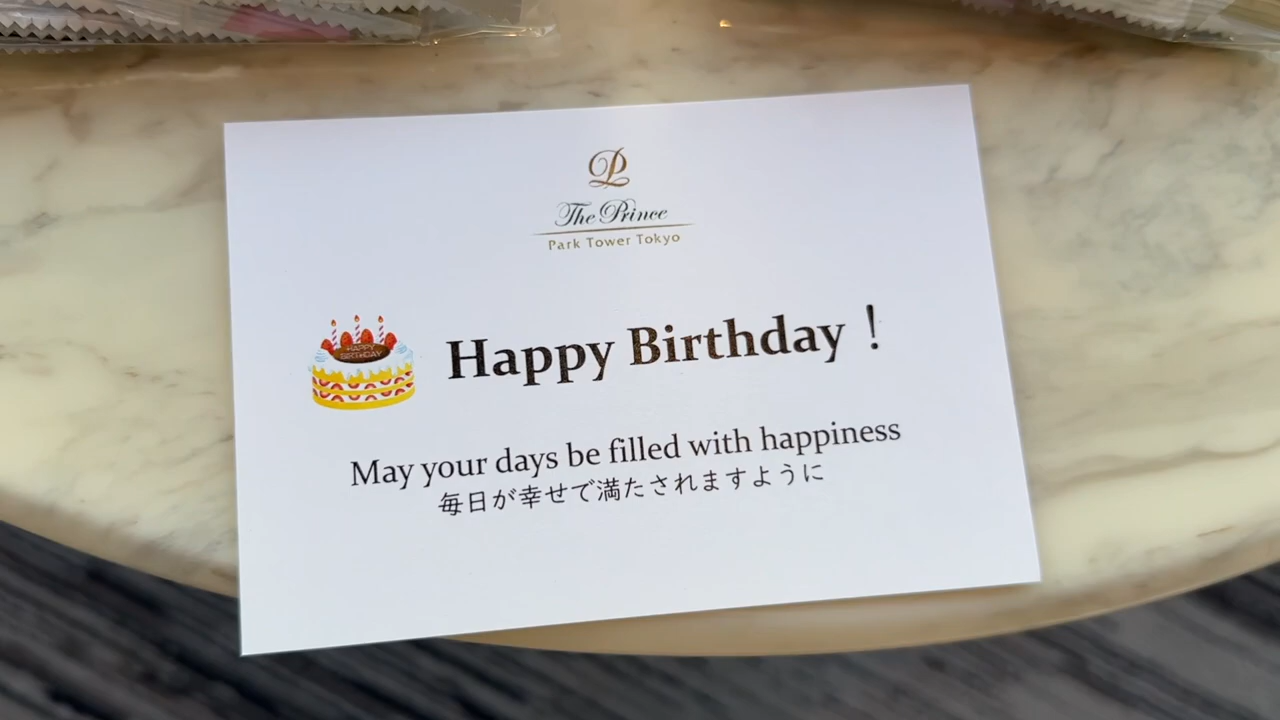 The Prince
Park Tower Tokyo
HAPPY
BIRTHDAY
Happy Birthday !
May your days be filled with happiness
毎日が幸せで満たされますように